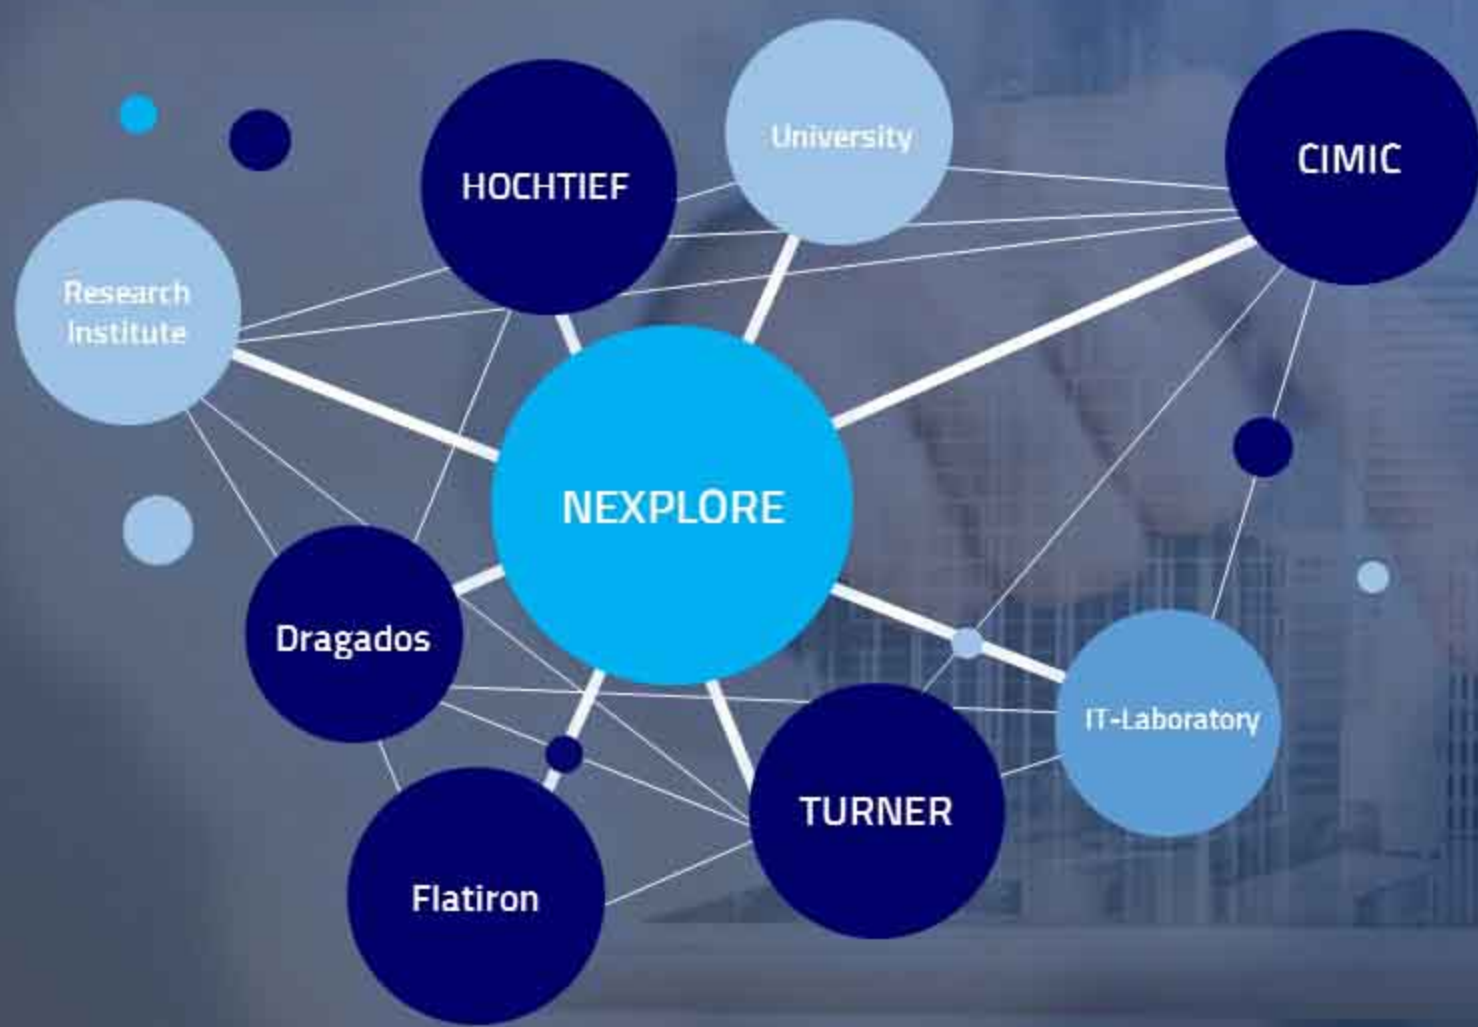 University
CIMIC
HOCHTIEF
Research
Institute
NEXPLORE
Dragados
IT-Laboratory
TURNER
Flatiron